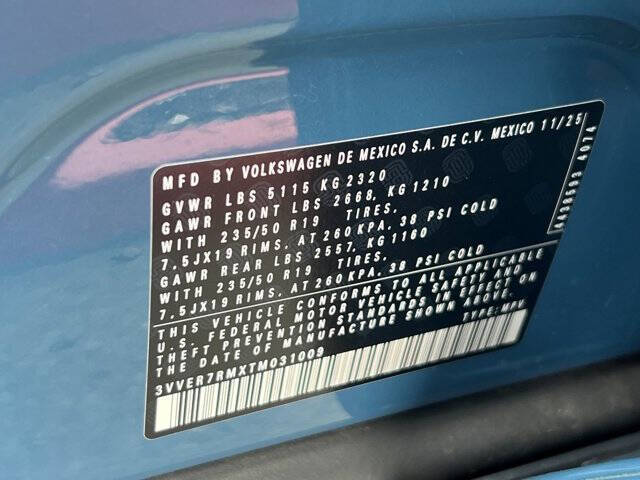 MFD BY VOLKSWAGEN DE MEXICO S.A. DE C.V. MEXICO 11/25
GVWR LBS 5115 KG 2320
GAWR FRONT LBS 2668, KG 1210
WITH 235/50 R19 TIRES,
7,5JX19 RIMS, AT 260KPA, 38 PSI COLD
GAWR REAR LBS 2557, KG 1160
WITH 235/50 R19 TIRES,
7,5JX19 RIMS, AT 260KPA, 38 PSI COLD
THIS VEHICLE CONFORMS TO ALL APPLICABLE
U.S. FEDERAL MOTOR VEHICLE SAFETY AND
THEFT PREVENTION STANDARDS IN EFFECT ON
THE DATE OF MANUFACTURE SHOWN ABOVE.
TYPE: MPV
3VVER7RMXTM031009
4074